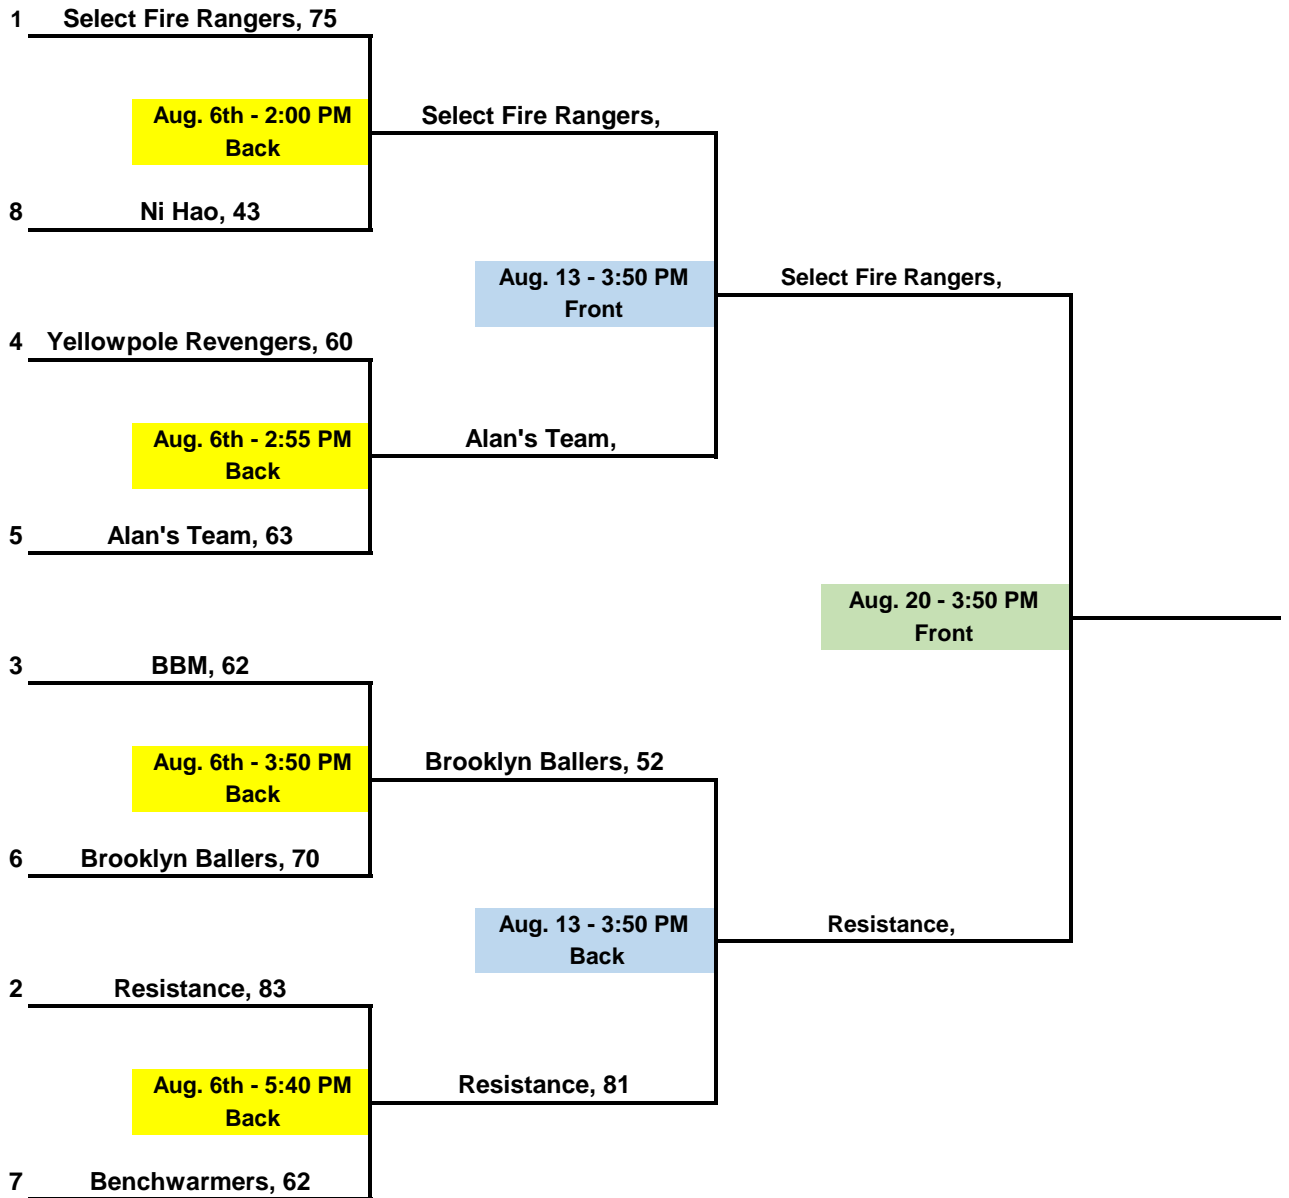 1 Select Fire Rangers, 75
Aug. 6th - 2:00 PM
Back
Select Fire Rangers,
8 Ni Hao, 43
Aug. 13 - 3:50 PM
Front
Select Fire Rangers,
4 Yellowpole Revengers, 60
Aug. 6th - 2:55 PM
Back
Alan's Team,
5 Alan's Team, 63
Aug. 20 - 3:50 PM
Front
3 BBM, 62
Aug. 6th - 3:50 PM
Back
Brooklyn Ballers, 52
6 Brooklyn Ballers, 70
Aug. 13 - 3:50 PM
Back
Resistance,
2 Resistance, 83
Aug. 6th - 5:40 PM
Back
Resistance, 81
7 Benchwarmers, 62